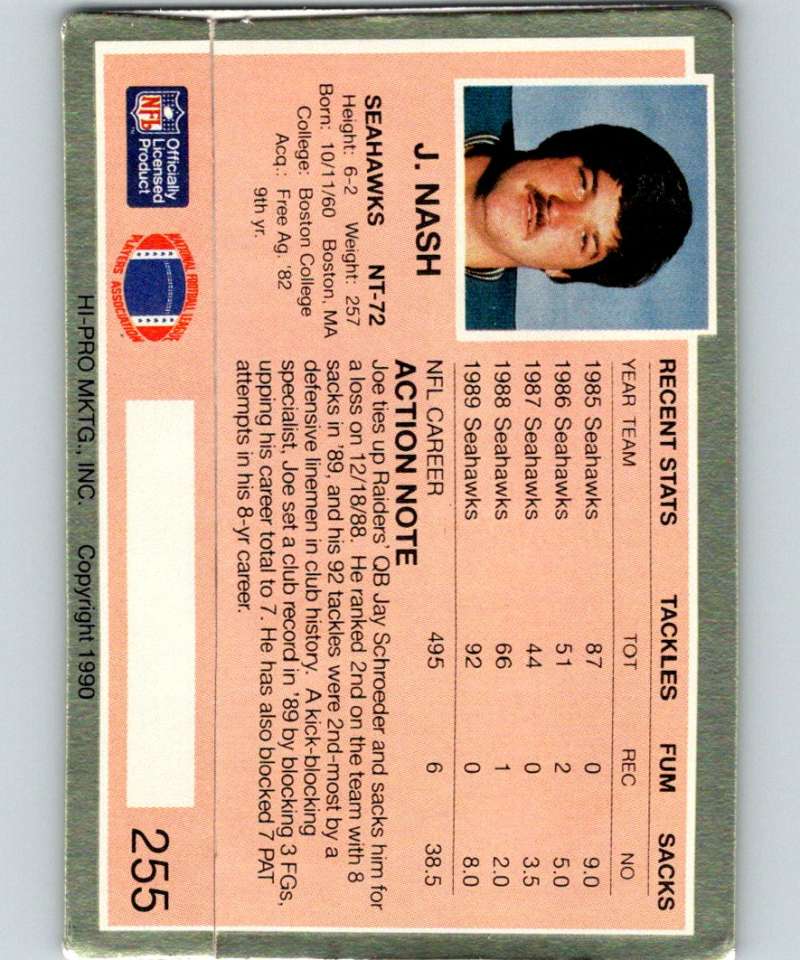 J. NASH
SEAHAWKS NT-72
Height: 6-2 Weight: 257
Born: 10/11/60 Boston, MA
College: Boston College
Acq.: Free Ag. '82
9th yr.
NFL
Officially
Licensed
Product
NATIONAL FOOTBALL LEAGUE
PLAYERS ASSOCIATION
RECENT STATS TACKLES FUM SACKS
YEAR TEAM TOT REC NO
1985 Seahawks 87 0 9.0
1986 Seahawks 51 2 5.0
1987 Seahawks 44 0 3.5
1988 Seahawks 66 1 2.0
1989 Seahawks 92 0 8.0
NFL CAREER 495 6 38.5
ACTION NOTE
Joe ties up Raiders' QB Jay Schroeder and sacks him for
a loss on 12/18/88. He ranked 2nd on the team with 8
sacks in '89, and his 92 tackles were 2nd-most by a
defensive linemen in club history. A kick-blocking
specialist, Joe set a club record in '89 by blocking 3 FGs,
upping his career total to 7. He has also blocked 7 PAT
attempts in his 8-yr career.
255
HI-PRO MKTG., INC. Copyright 1990